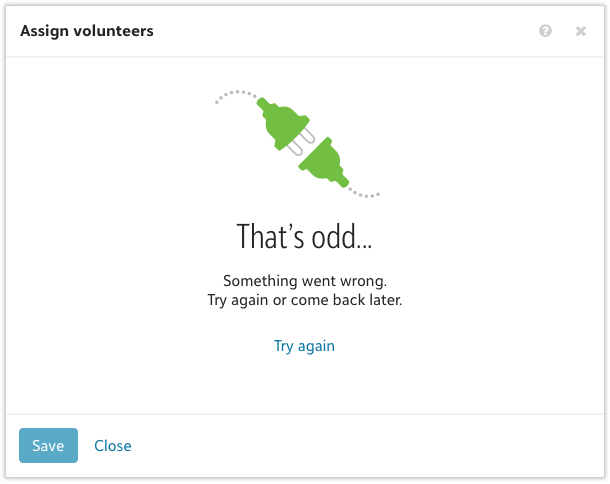 Assign volunteers
That’s odd...
Something went wrong.
Try again or come back later.
Try again
Save Close